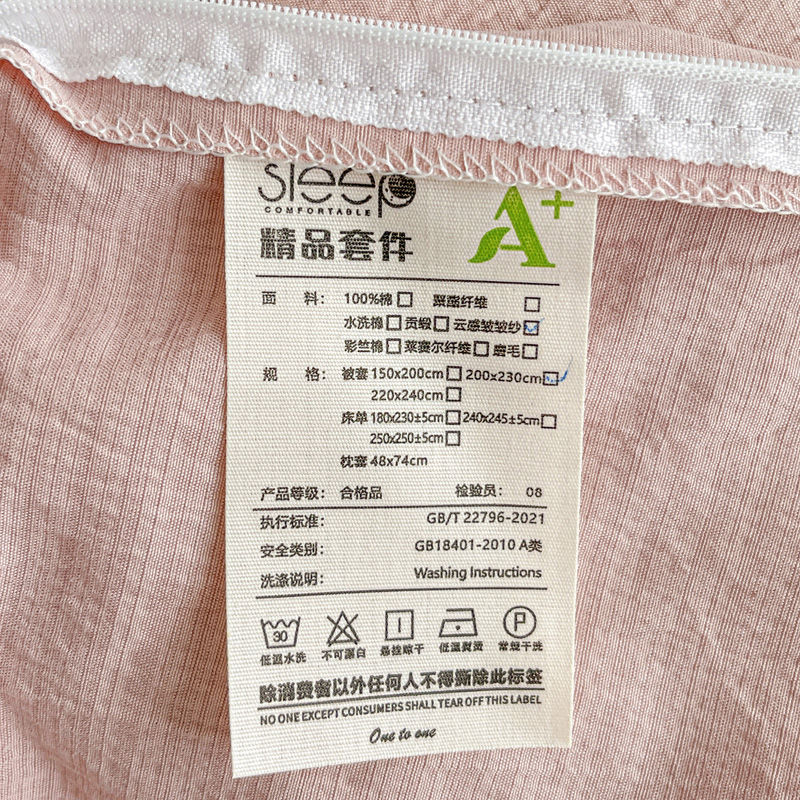 sleep
COMFORTABLE
A+
精品套件
面 料： 100%棉□ 聚酯纤维 □
水洗棉□ 贡缎□ 云感皱皱纱☑
彩竺棉□ 莱赛尔纤维□ 磨毛□
规 格： 被套 150x200cm□ 200x230cm☑
220x240cm□
床单 180x230±5cm□ 240x245±5cm□
250x250±5cm□
枕套 48x74cm
产品等级： 合格品 检验员： 08
执行标准： GB/T 22796-2021
安全类别： GB18401-2010 A类
洗涤说明： Washing Instructions
30 P
低温水洗 不可漂白 悬挂晾干 低温熨烫 常规干洗
除消费者以外任何人不得撕除此标签
NO ONE EXCEPT CONSUMERS SHALL TEAR OFF THIS LABEL
One to one